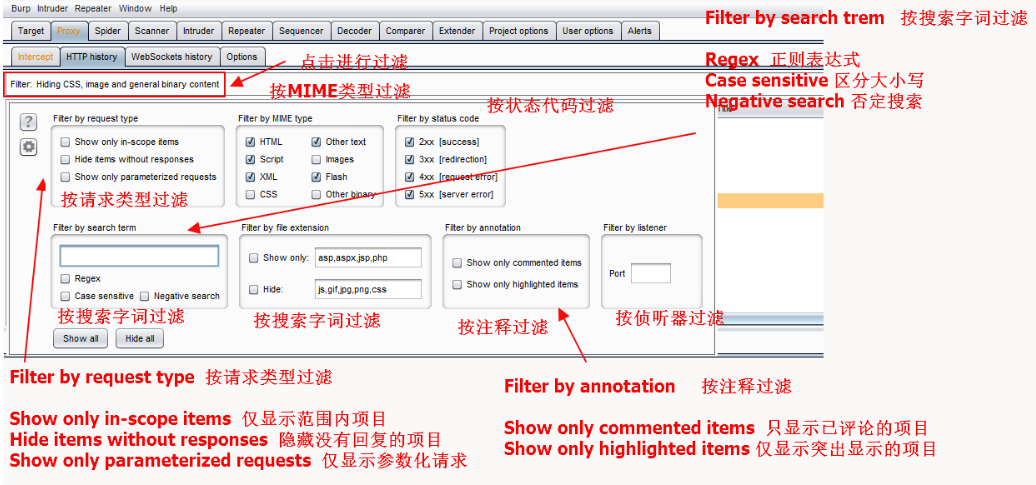 Burp Intruder Repeater Window Help
Target Proxy Spider Scanner Intruder Repeater Sequencer Decoder Comparer Extender Project options User options Alerts
Filter by search trem 按搜索字词过滤
Intercept HTTP history WebSockets history Options
点击进行过滤
Regex 正则表达式
Case sensitive 区分大小写
Negative search 否定搜索
Filter: Hiding CSS, image and general binary content
按MIME类型过滤
按状态代码过滤
Filter by request type
Show only in-scope items
Hide items without responses
Show only parameterized requests
按请求类型过滤
Filter by MIME type
HTML Other text
Script Images
XML Flash
CSS Other binary
Filter by status code
2xx [success]
3xx [redirection]
4xx [request error]
5xx [server error]
Filter by search term
Regex
Case sensitive Negative search
按搜索字词过滤
Filter by file extension
Show only: asp,aspx,jsp,php
Hide: js,gif,jpg,png,css
按搜索字词过滤
Filter by annotation
Show only commented items
Show only highlighted items
按注释过滤
Filter by listener
Port
按侦听器过滤
Show all Hide all
Filter by request type 按请求类型过滤
Show only in-scope items 仅显示范围内项目
Hide items without responses 隐藏没有回复的项目
Show only parameterized requests 仅显示参数化请求
Filter by annotation 按注释过滤
Show only commented items 只显示已评论的项目
Show only highlighted items 仅显示突出显示的项目